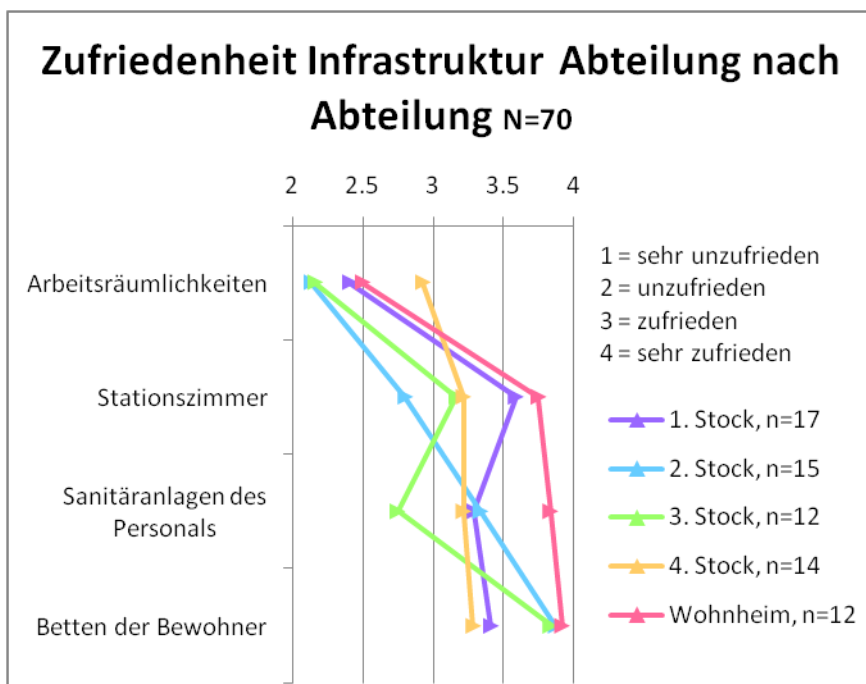 Zufriedenheit Infrastruktur Abteilung nach
Abteilung N=70
2 2.5 3 3.5 4
Arbeitsräumlichkeiten
Stationszimmer
Sanitäranlagen des
Personals
Betten der Bewohner
1 = sehr unzufrieden
2 = unzufrieden
3 = zufrieden
4 = sehr zufrieden
1. Stock, n=17
2. Stock, n=15
3. Stock, n=12
4. Stock, n=14
Wohnheim, n=12